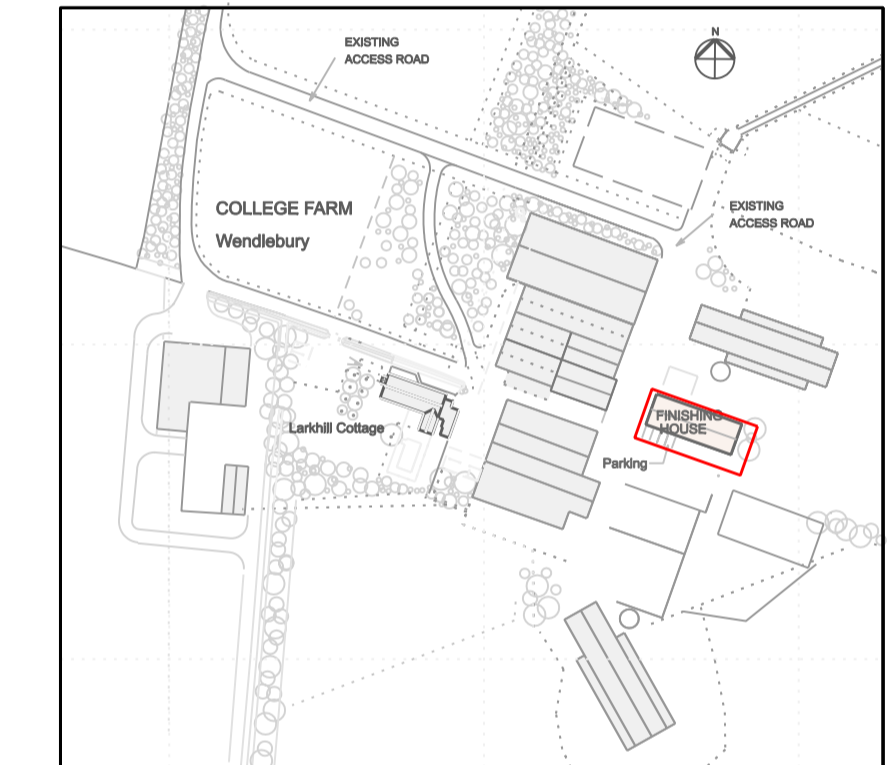 EXISTING
ACCESS ROAD
N
COLLEGE FARM
Wendlebury
EXISTING
ACCESS ROAD
FINISHING
HOUSE
Larkhill Cottage
Parking